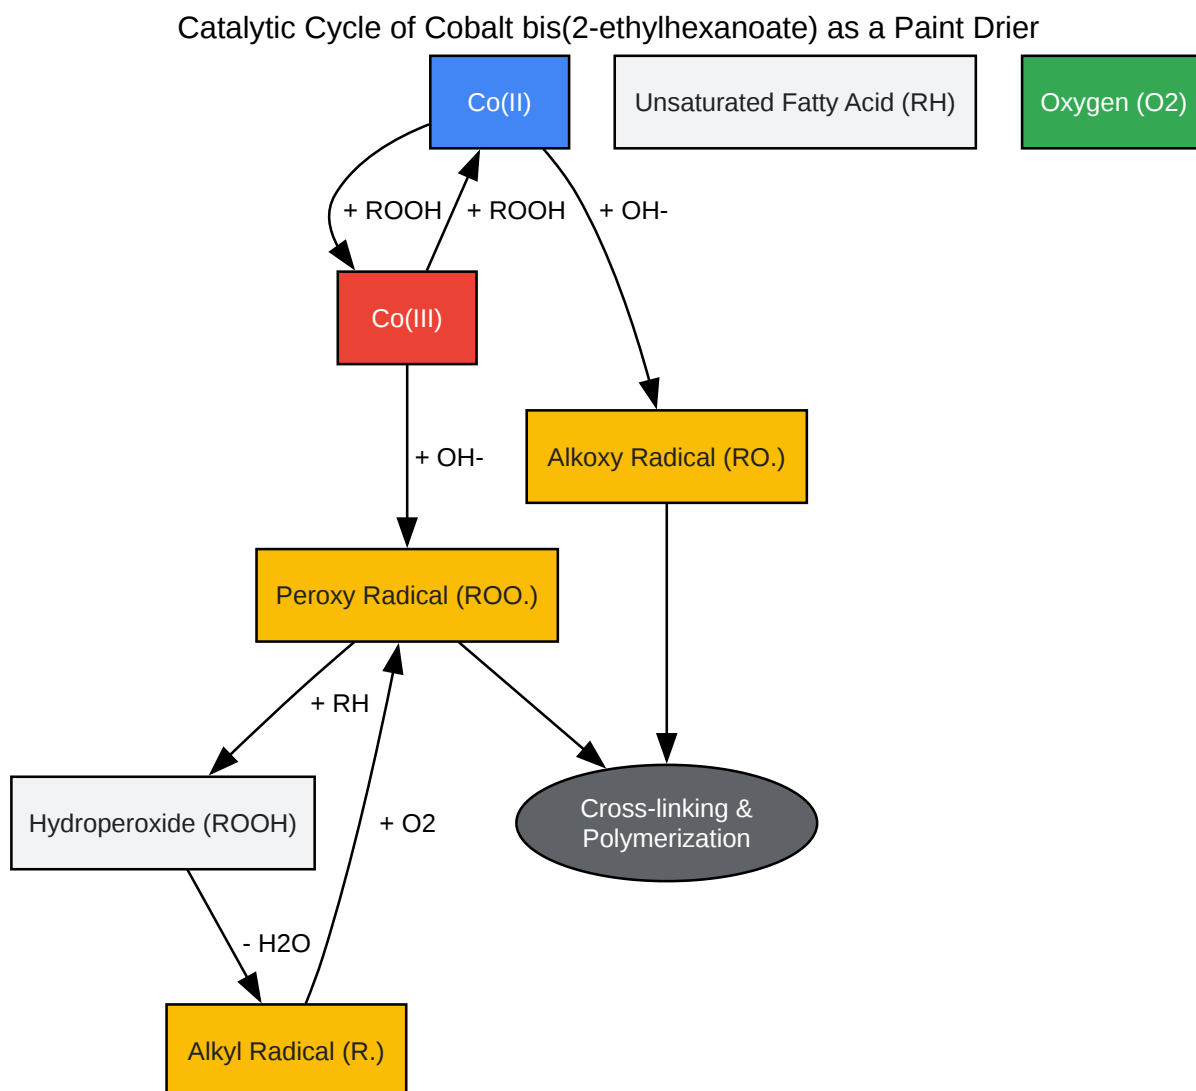 Catalytic Cycle of Cobalt bis(2-ethylhexanoate) as a Paint Drier
Co(II)
Unsaturated Fatty Acid (RH)
Oxygen (O2)
+ ROOH
+ ROOH
+ OH-
Co(III)
+ OH-
Alkoxy Radical (RO.)
Peroxy Radical (ROO.)
+ RH
Hydroperoxide (ROOH)
+ O2
Cross-linking &
Polymerization
- H2O
Alkyl Radical (R.)